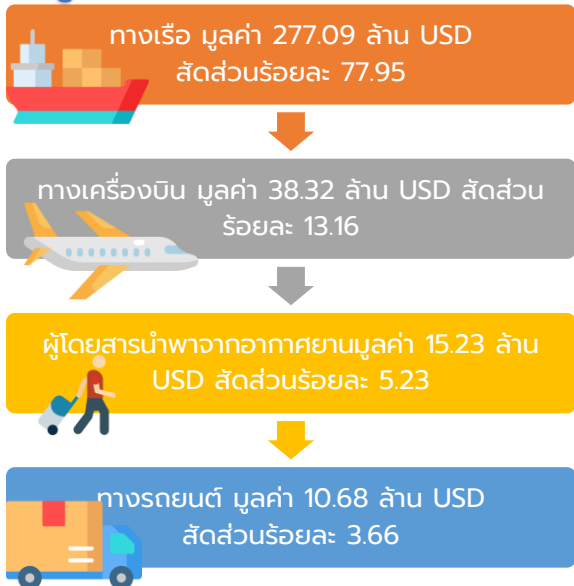 ทางเรือ มูลค่า 277.09 ล้าน USD
สัดส่วนร้อยละ 77.95
ทางเครื่องบิน มูลค่า 38.32 ล้าน USD สัดส่วน
ร้อยละ 13.16
ผู้โดยสารนำพาจากอากาศยานมูลค่า 15.23 ล้าน
USD สัดส่วนร้อยละ 5.23
ทางรถยนต์ มูลค่า 10.68 ล้าน USD
สัดส่วนร้อยละ 3.66